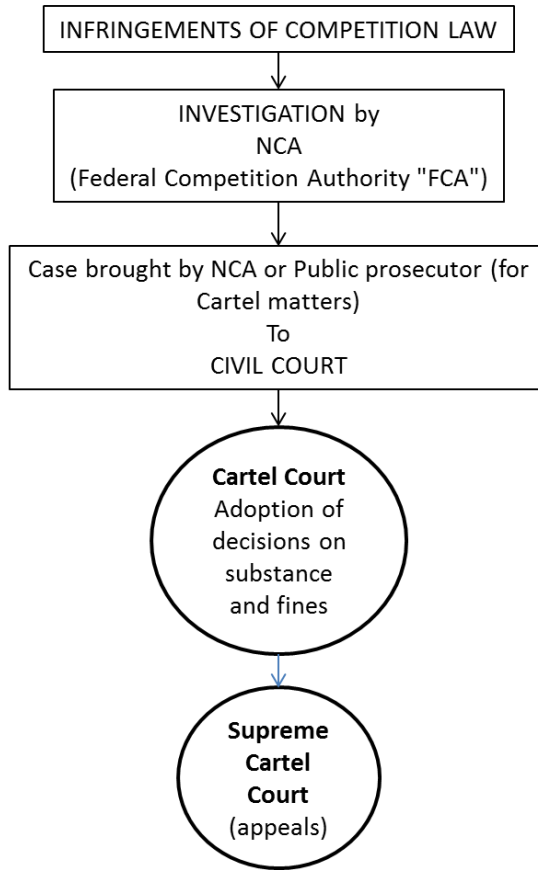 INFRINGEMENTS OF COMPETITION LAW
INVESTIGATION by
NCA
(Federal Competition Authority "FCA")
Case brought by NCA or Public prosecutor (for
Cartel matters)
To
CIVIL COURT
Cartel Court
Adoption of
decisions on
substance
and fines
Supreme
Cartel
Court
(appeals)